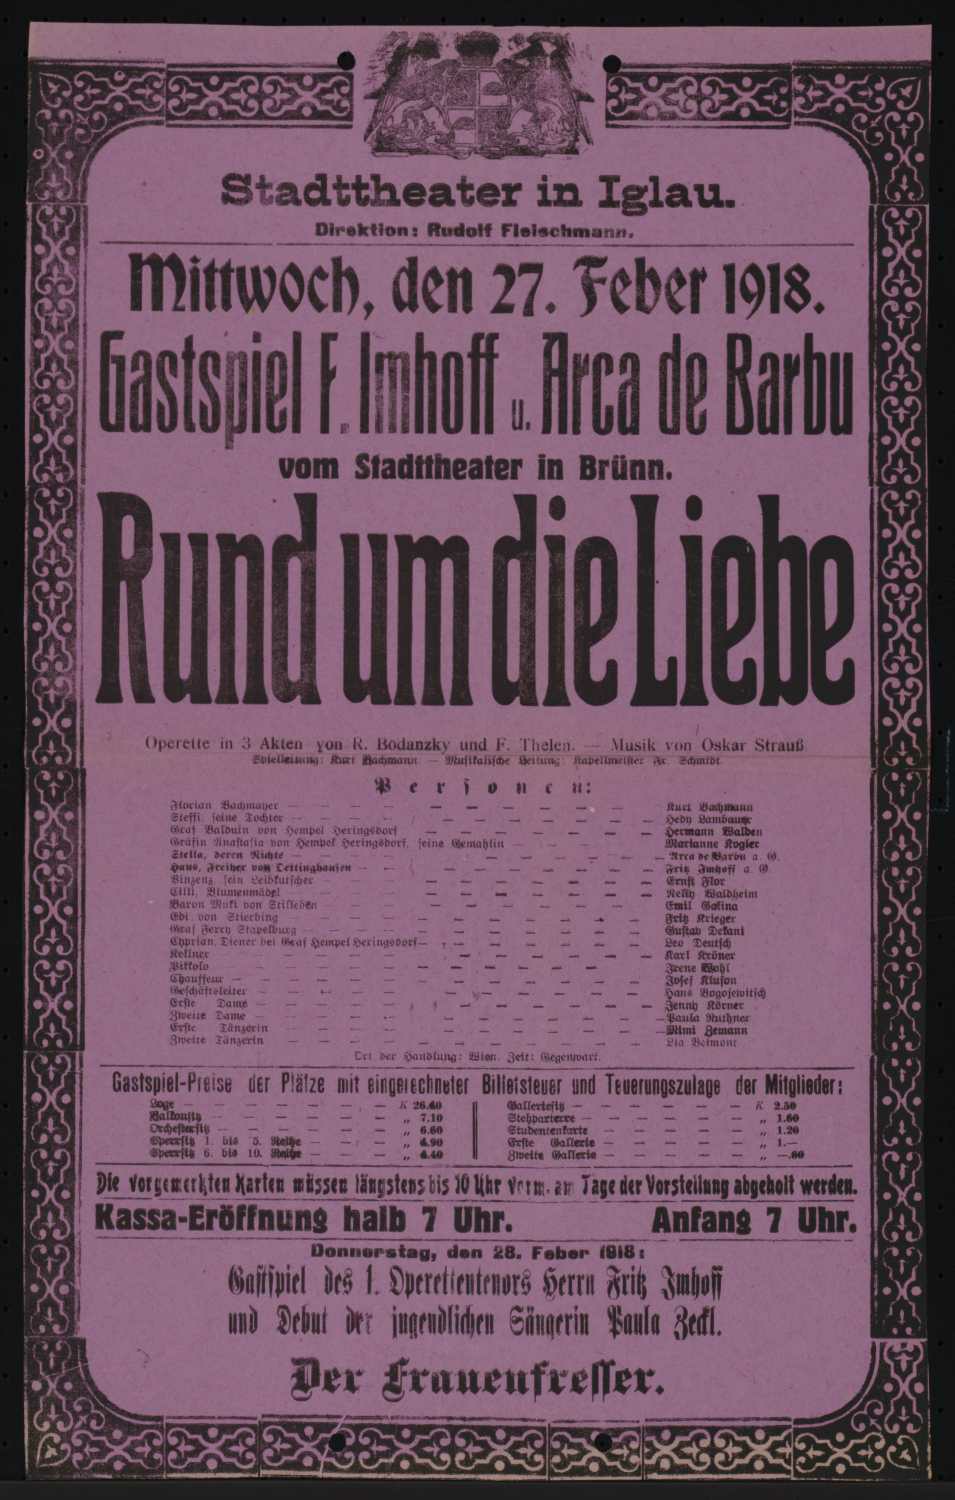 Stadttheater in Iglau.
Direktion: Rudolf Fleischmann.
Mittwoch, den 27. Feber 1918.
Gastspiel F. Imhoff u. Arca de Barbu
vom Stadttheater in Brünn.
Rund um die Liebe
Operette in 3 Akten von R. Bodanzky und F. Thelen. — Musik von Oskar Strauß
Spielleitung: Kurt Bachmann — Musikalische Leitung: Kapellmeister Fr. Schmidt.
Personen:
Florian Bachmayer — Kurt Bachmann
Steffi, seine Tochter — Hedy
Graf Balduin von Hempel Heringsdorf — Hermann Walden
Gräfin Anastasia von Hempel Heringsdorf, seine Gemahlin — Marianne Kogler
Stella, deren Nichte — Arca de Barbu a. G.
Hans, Freiherr von Lettinghausen — Fritz Imhoff a. G.
Vinzenz, sein Leibkutscher — Ernst Flor
Cilli, Blumenmädel — Nelly Waldheim
Baron Muki von Stilleben — Emil
Edi von Stierbing — Fritz Krieger
Graf Ferry Stapelburg — Gustav Dekani
Cyprian, Diener bei Graf Hempel Heringsdorf — Leo Deutsch
Kellner — Karl Kröner
Pikkolo — Irene Wahl
Chauffeur — Josef Kluson
Geschäftsleiter — Hans Bogosewitsch
Erste Dame — Jenny Körner
Zweite Dame — Paula Mithner
Erste Tänzerin — Mimi Zemann
Zweite Tänzerin — Lia Belmont
Ort der Handlung: Wien. Zeit: Gegenwart.
Gastspiel-Preise der Plätze mit eingerechneter Billetsteuer und Teuerungszulage der Mitglieder:
Loge — K 26.40
Balkonsitz — „ 7.10
Orchestersitz — „ 6.60
Sperrsitz 1. bis 5. Reihe — „ 4.90
Sperrsitz 6. bis 10. Reihe — „ 4.40
Galleriesitz — K 2.50
Stehparterre — „ 1.60
Studentenkarte — „ 1.20
Erste Gallerie — „ 1.—
Zweite Gallerie — „ —.80
Die vorgemerkten Karten müssen längstens bis 10 Uhr vorm. am Tage der Vorstellung abgeholt werden.
Kassa-Eröffnung halb 7 Uhr. Anfang 7 Uhr.
Donnerstag, den 28. Feber 1918:
Gastspiel des 1. Operettentenors Herrn Fritz Imhoff
und Debut der jugendlichen Sängerin Paula Zeckl.
Der Frauenfresser.